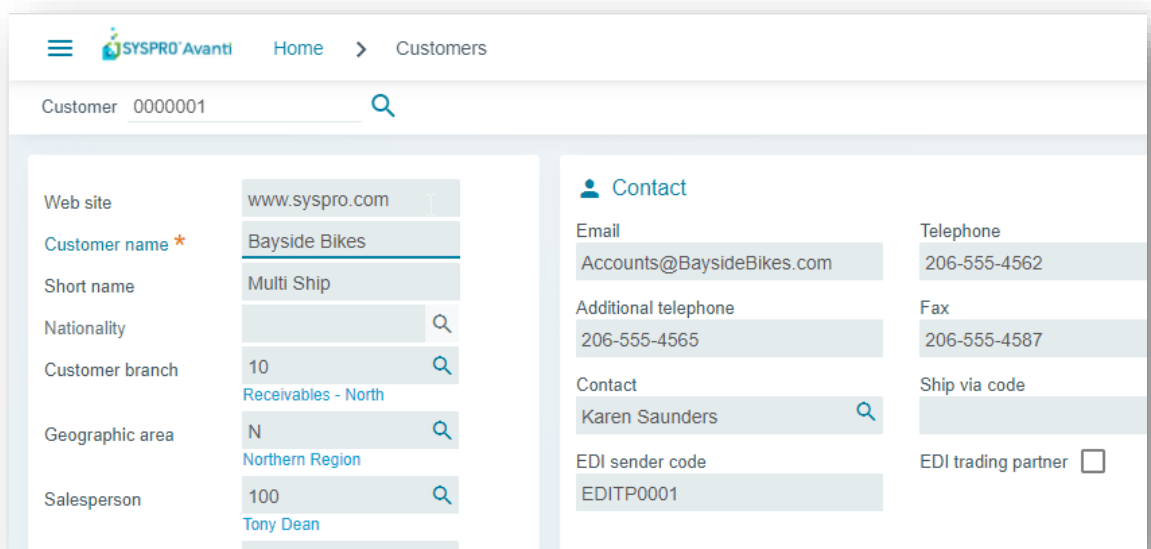 SYSPRO Avanti Home > Customers
Customer 0000001
Web site www.syspro.com
Customer name * Bayside Bikes
Short name Multi Ship
Nationality
Customer branch 10
Receivables - North
Geographic area N
Northern Region
Salesperson 100
Tony Dean
Contact
Email Telephone
Accounts@BaysideBikes.com 206-555-4562
Additional telephone Fax
206-555-4565 206-555-4587
Contact Ship via code
Karen Saunders
EDI sender code EDI trading partner
EDITP0001